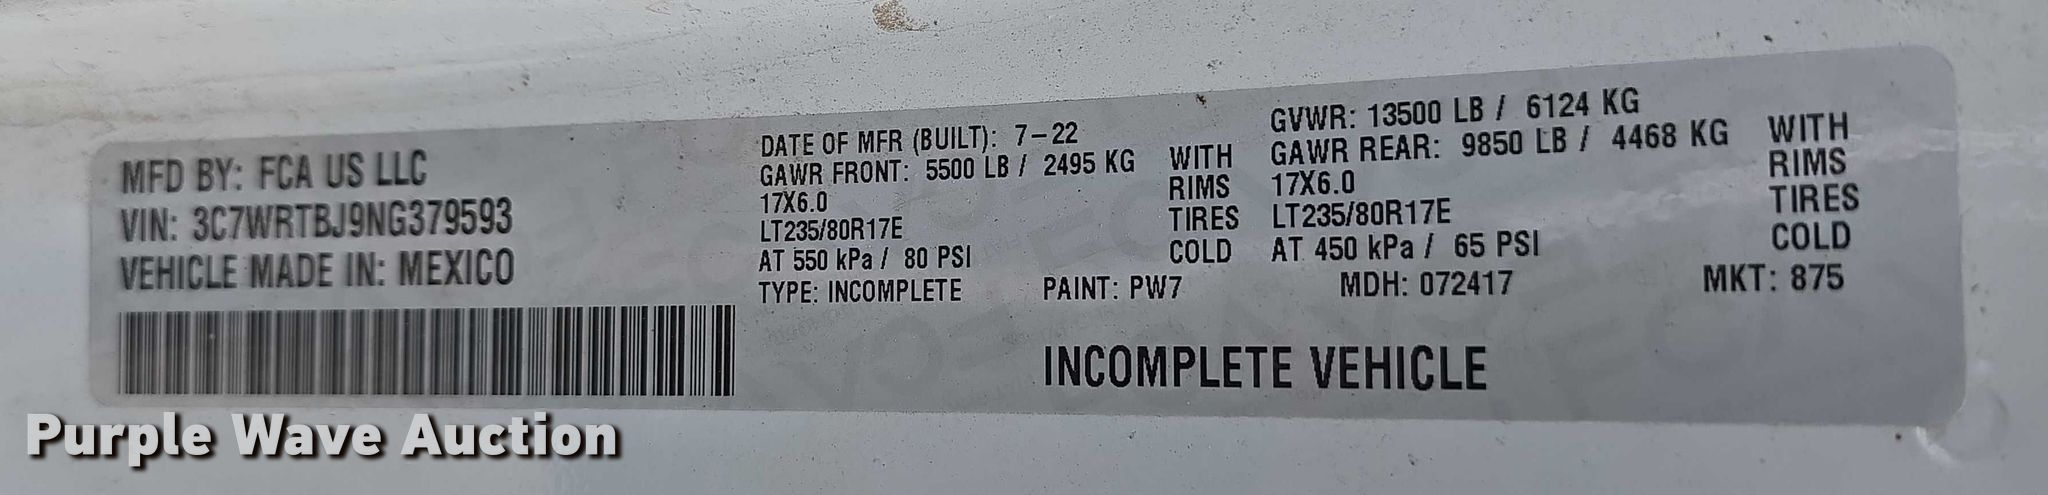 MFD BY: FCA US LLC
VIN: 3C7WRTBJ9NG379593
VEHICLE MADE IN: MEXICO
DATE OF MFR (BUILT): 7-22
GAWR FRONT: 5500 LB / 2495 KG
17X6.0
LT235/80R17E
AT 550 kPa / 80 PSI
TYPE: INCOMPLETE
WITH
RIMS
TIRES
COLD
GVWR: 13500 LB / 6124 KG
GAWR REAR: 9850 LB / 4468 KG
17X6.0
LT235/80R17E
AT 450 kPa / 65 PSI
WITH
RIMS
TIRES
COLD
PAINT: PW7
MDH: 072417
MKT: 875
INCOMPLETE VEHICLE
Purple Wave Auction